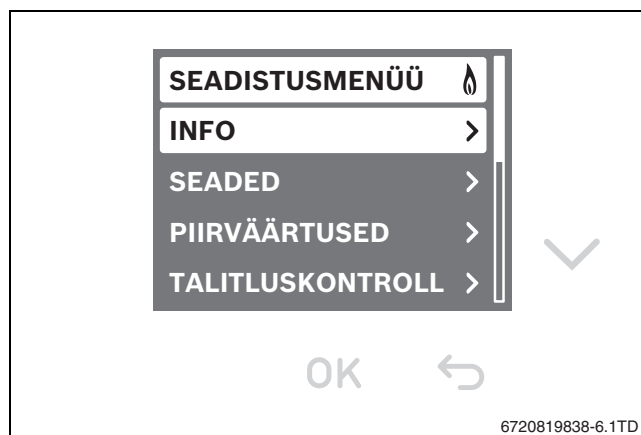 SEADISTUSMENÜÜ
INFO
SEADED
PIIRVÄÄRTUSED
TALITLUSKONTROLL
OK
6720819838-6.1TD